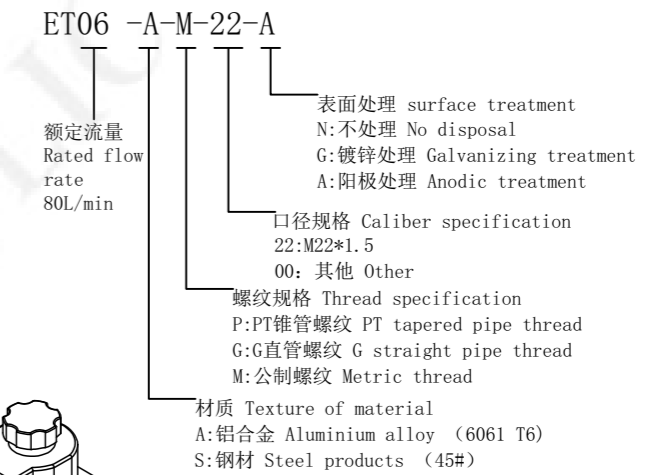 ET06 -A-M-22-A
表面处理 surface treatment
N:不处理 No disposal
G:镀锌处理 Galvanizing treatment
A:阳极处理 Anodic treatment
额定流量
Rated flow
rate
80L/min
口径规格 Caliber specification
22:M22*1.5
00: 其他 Other
螺纹规格 Thread specification
P:PT锥管螺纹 PT tapered pipe thread
G:G直管螺纹 G straight pipe thread
M:公制螺纹 Metric thread
材质 Texture of material
A:铝合金 Aluminium alloy （6061 T6)
S:钢材 Steel products （45#）